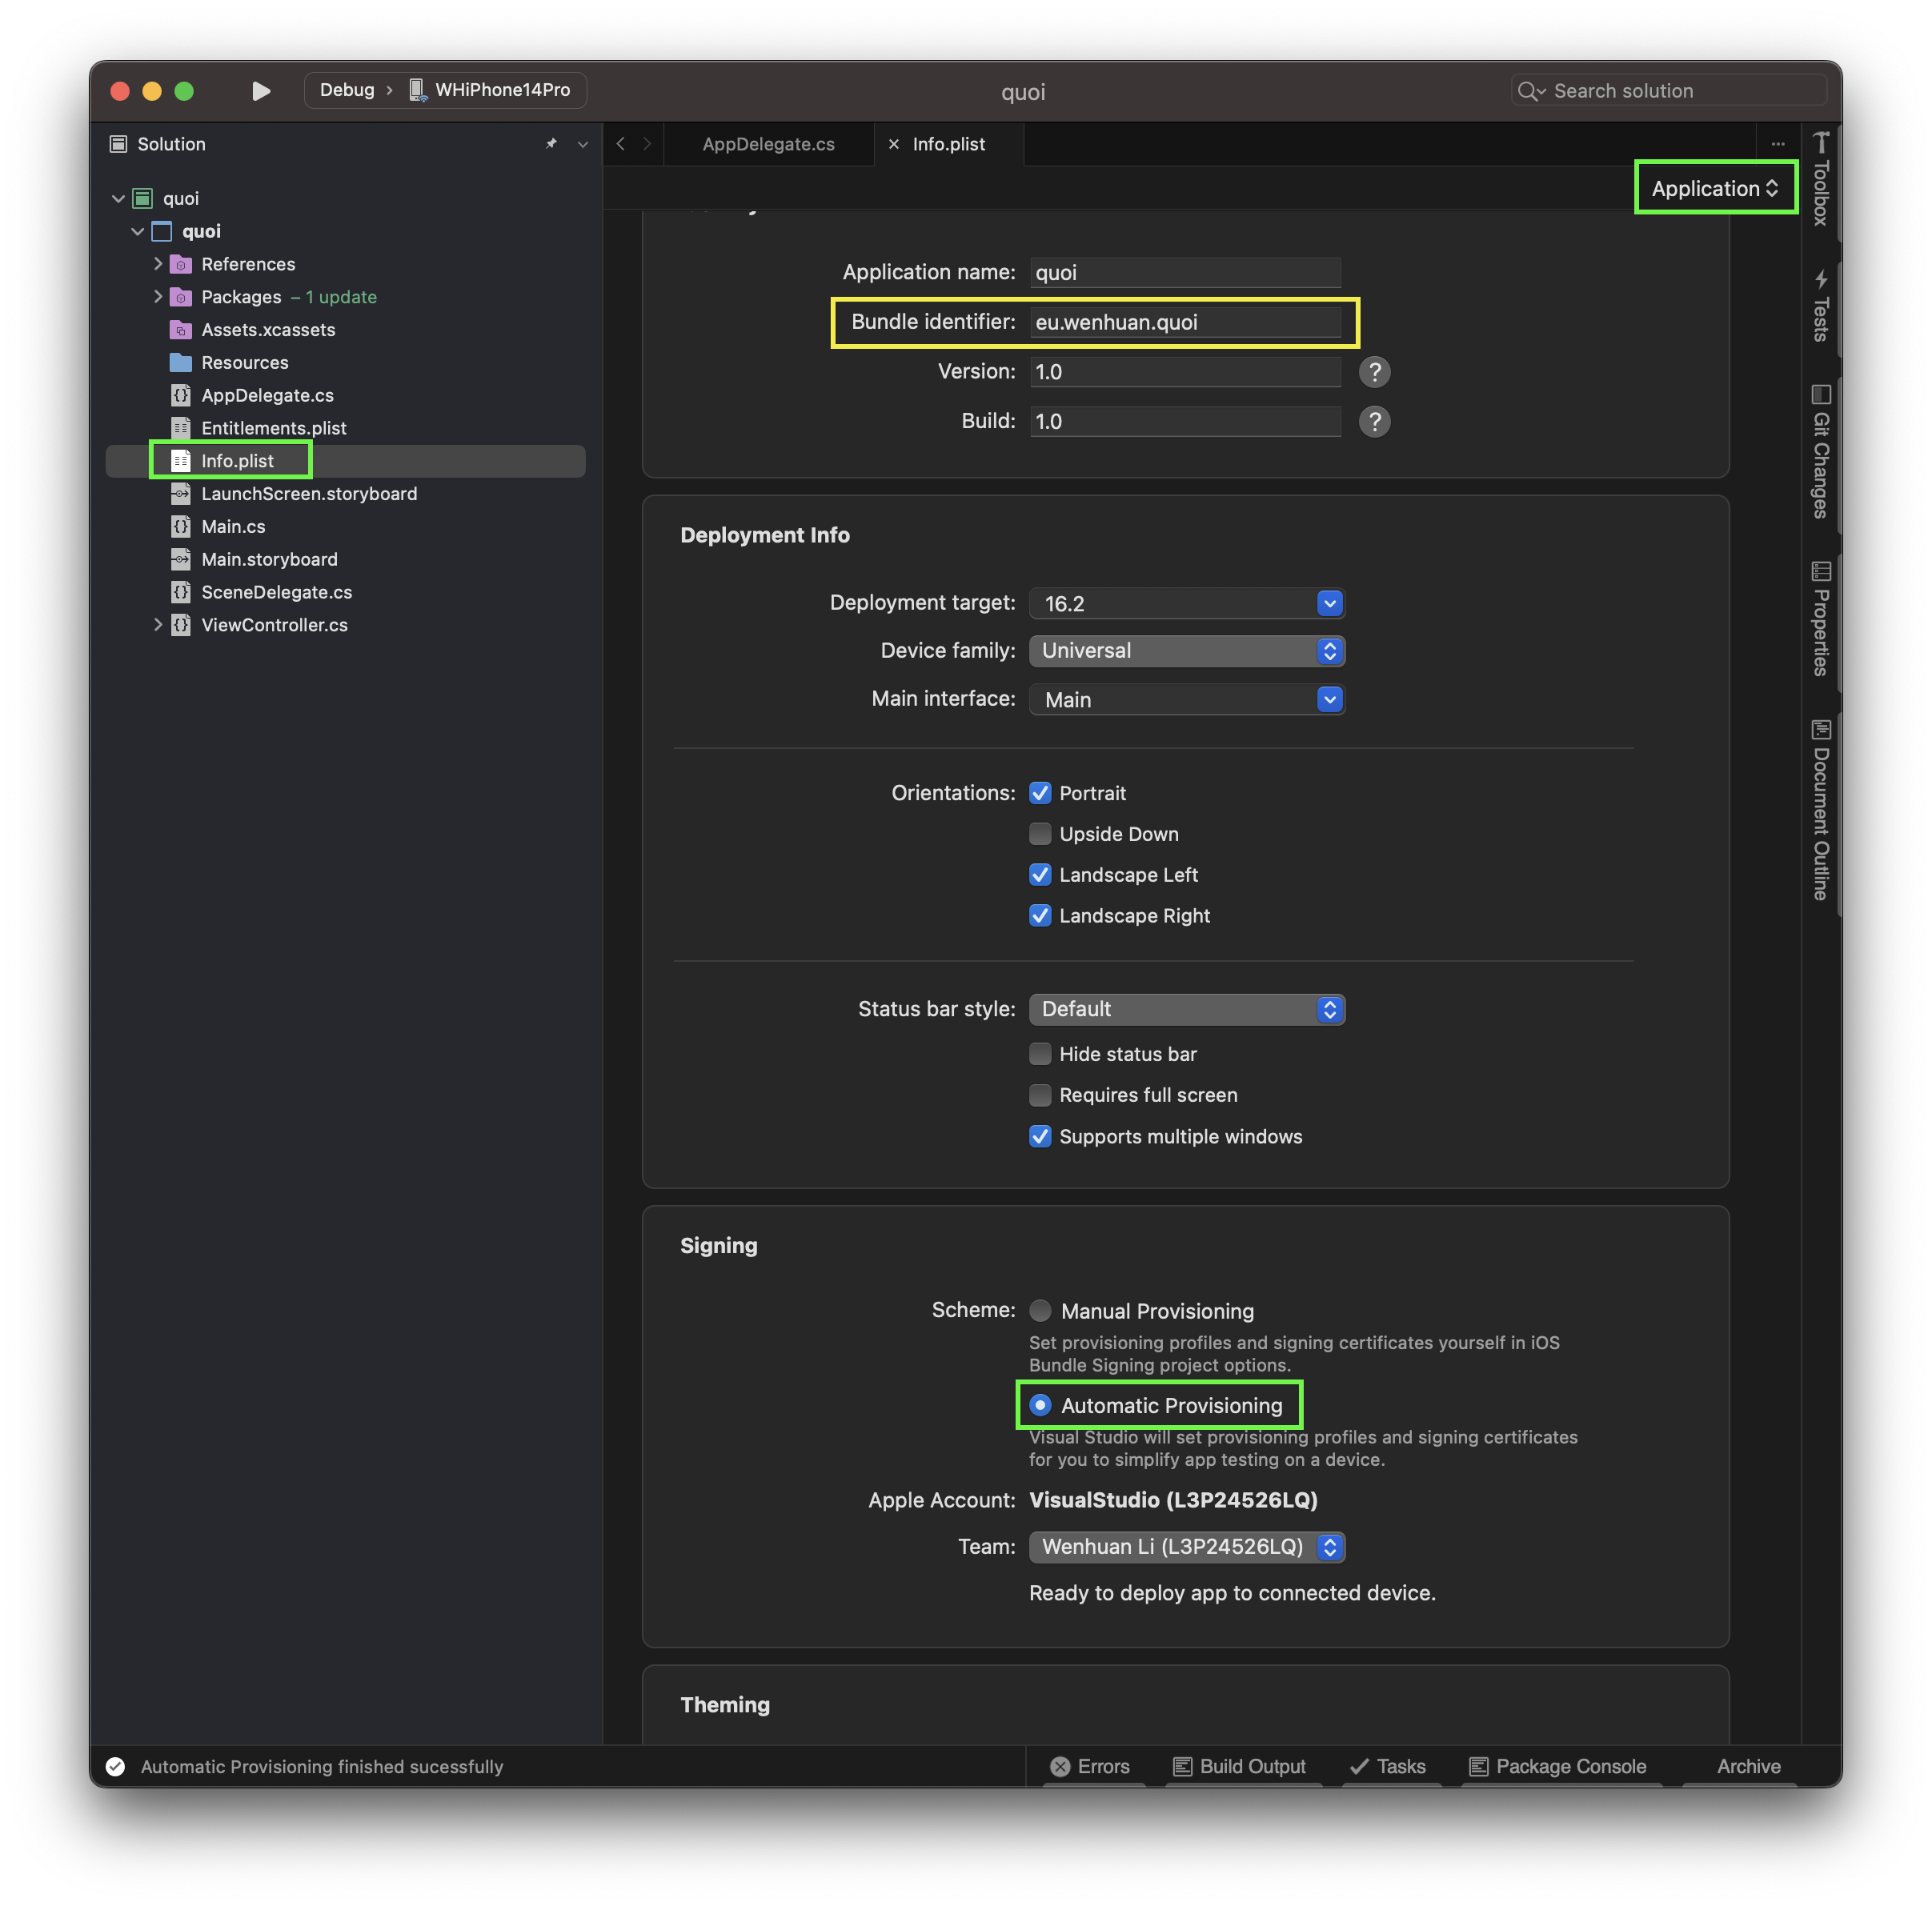 Debug
WHiPhone14Pro
quoi
Search solution
Solution
AppDelegate.cs
Info.plist
Application
Toolbox
Tests
Git Changes
Properties
Document Outline
quoi
quoi
References
Packages – 1 update
Assets.xcassets
Resources
AppDelegate.cs
Entitlements.plist
Info.plist
LaunchScreen.storyboard
Main.cs
Main.storyboard
SceneDelegate.cs
ViewController.cs
Application name: quoi
Bundle identifier: eu.wenhuan.quoi
Version: 1.0 ?
Build: 1.0 ?
Deployment Info
Deployment target: 16.2
Device family: Universal
Main interface: Main
Orientations: Portrait
Upside Down
Landscape Left
Landscape Right
Status bar style: Default
Hide status bar
Requires full screen
Supports multiple windows
Signing
Scheme: Manual Provisioning
Set provisioning profiles and signing certificates yourself in iOS
Bundle Signing project options.
Automatic Provisioning
Visual Studio will set provisioning profiles and signing certificates
for you to simplify app testing on a device.
Apple Account: VisualStudio (L3P24526LQ)
Team: Wenhuan Li (L3P24526LQ)
Ready to deploy app to connected device.
Theming
Automatic Provisioning finished sucessfully
Errors
Build Output
Tasks
Package Console
Archive